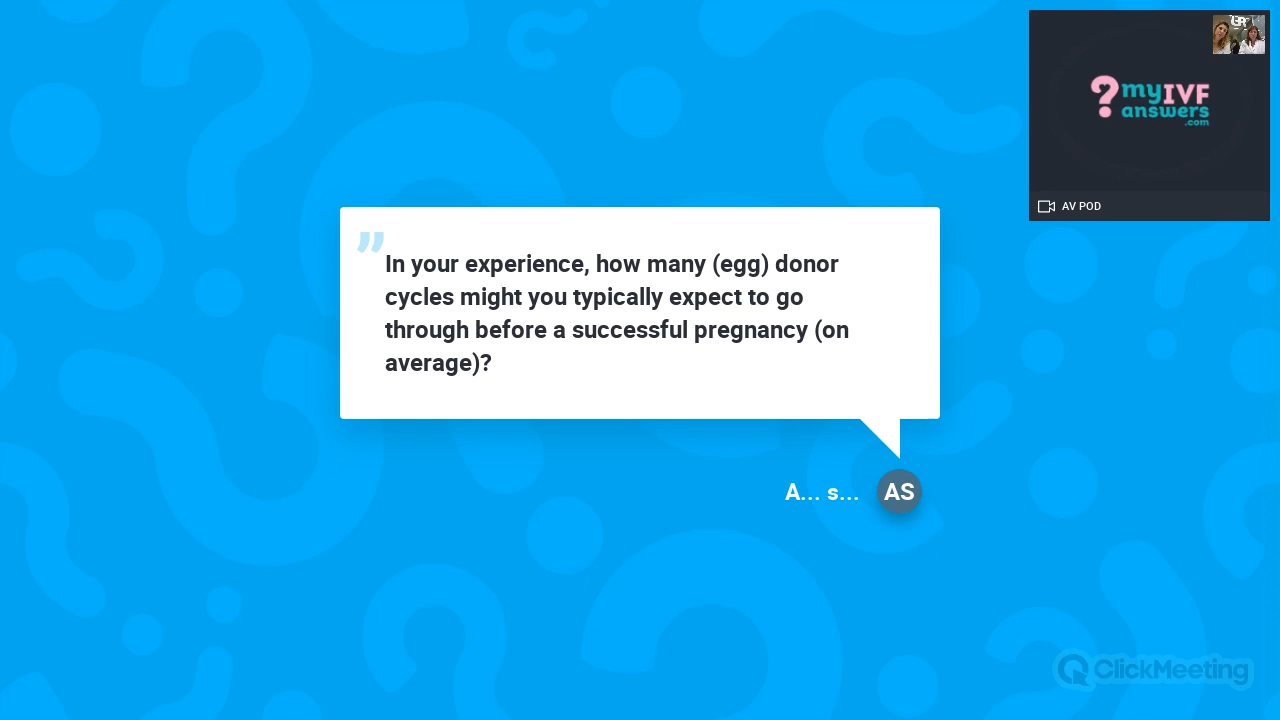 myIVF
answers
.com
AV POD
In your experience, how many (egg) donor
cycles might you typically expect to go
through before a successful pregnancy (on
average)?
A... s...
AS
ClickMeeting